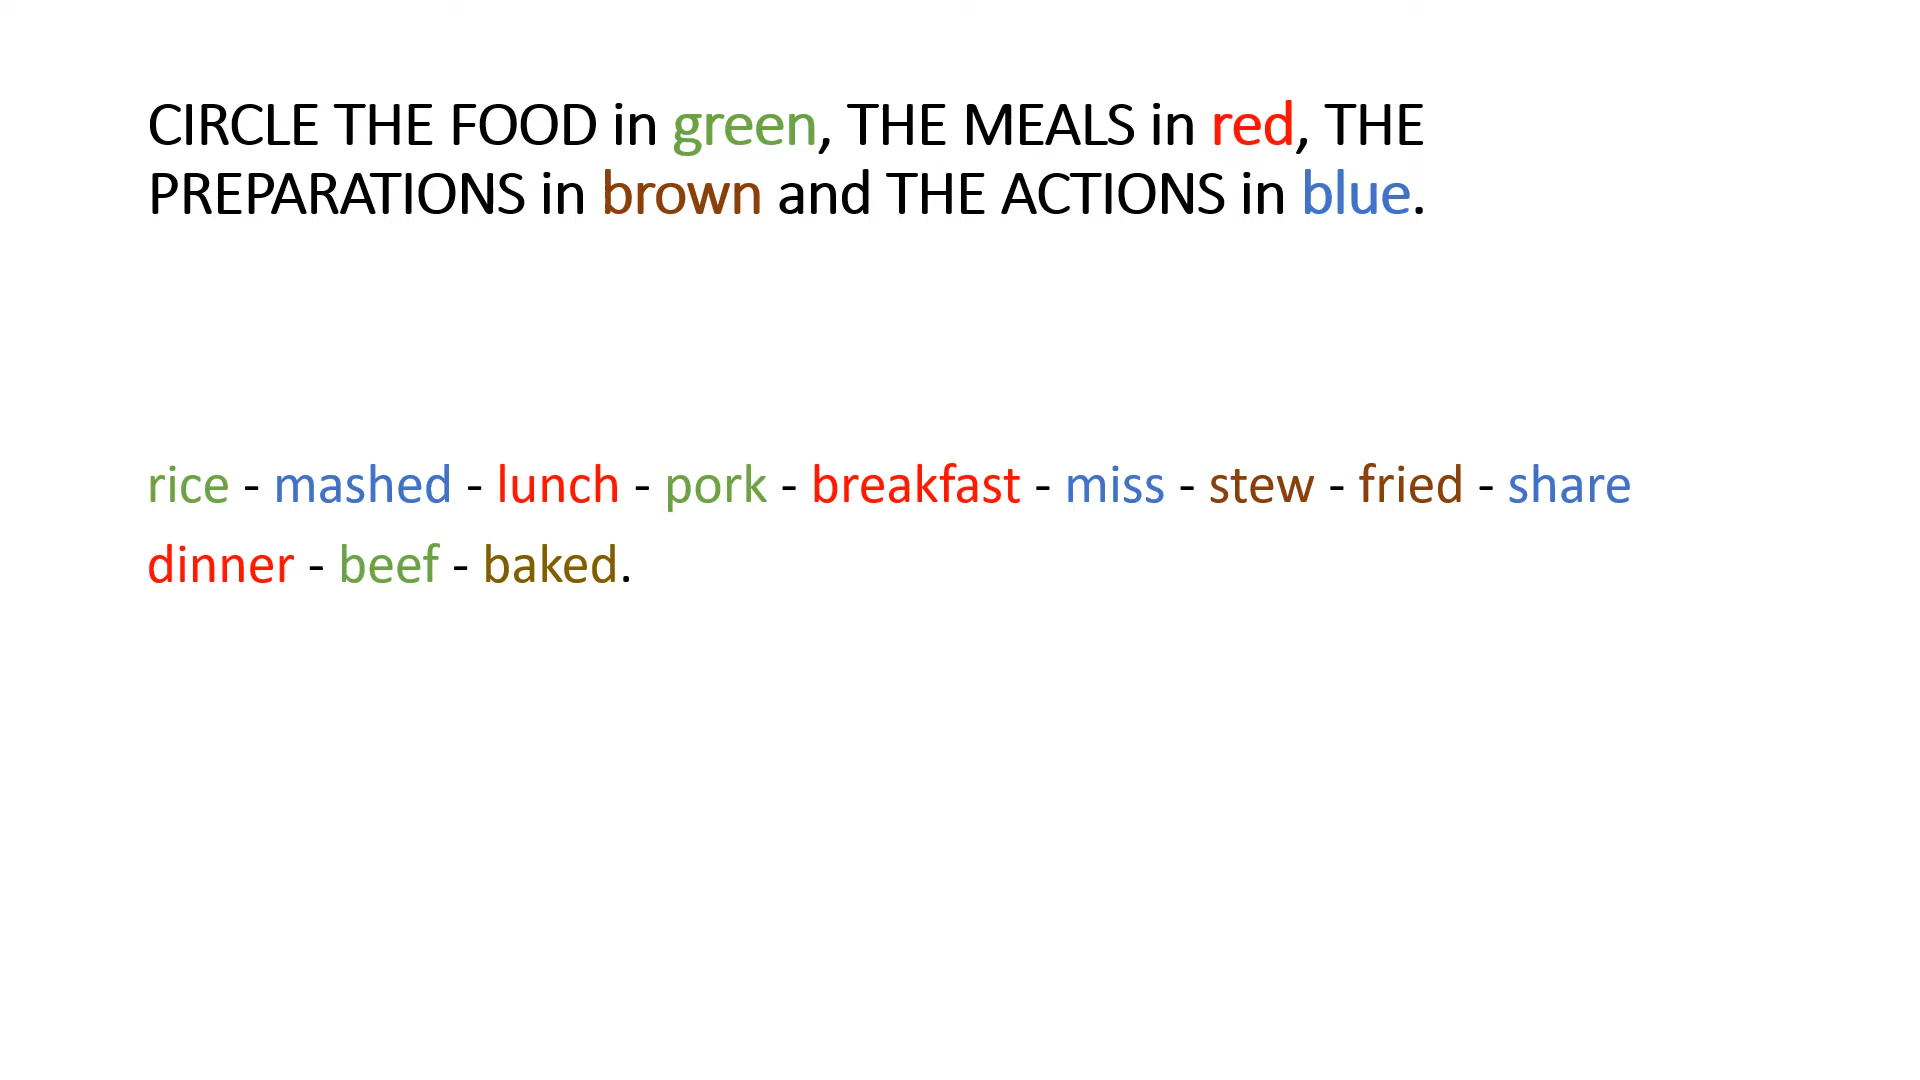 CIRCLE THE FOOD in green, THE MEALS in red, THE
PREPARATIONS in brown and THE ACTIONS in blue.
rice - mashed - lunch - pork - breakfast - miss - stew - fried - share
dinner - beef - baked.